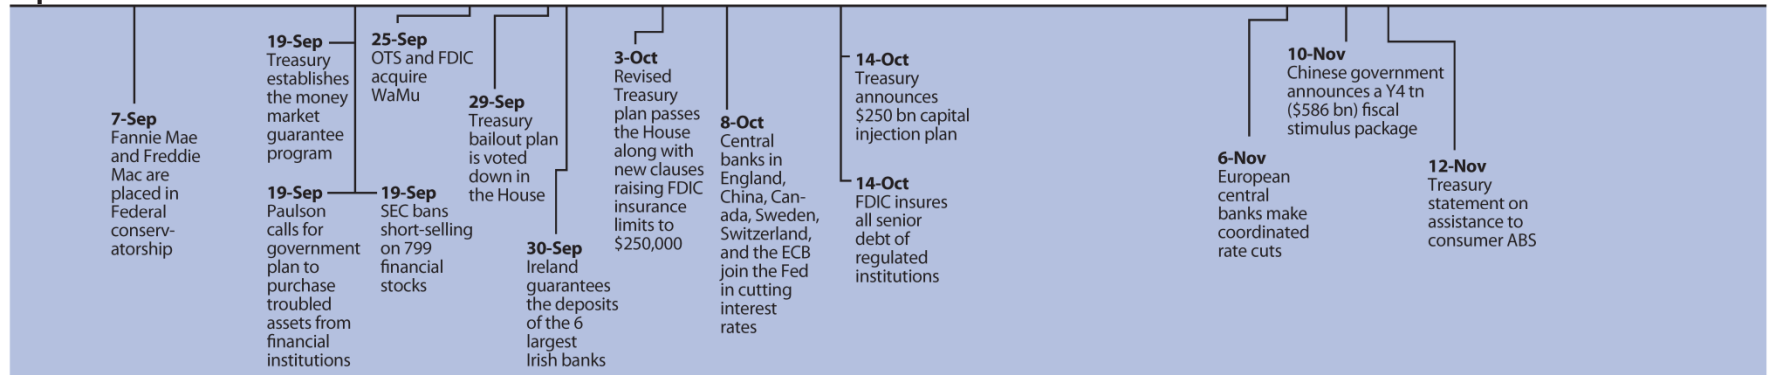 7-Sep
Fannie Mae
and Freddie
Mac are
placed in
Federal
conserv-
atorship
19-Sep
Treasury
establishes
the money
market
guarantee
program
19-Sep
Paulson
calls for
government
plan to
purchase
troubled
assets from
financial
institutions
19-Sep
SEC bans
short-selling
on 799
financial
stocks
25-Sep
OTS and FDIC
acquire
WaMu
29-Sep
Treasury
bailout plan
is voted
down in
the House
30-Sep
Ireland
guarantees
the deposits
of the 6
largest
Irish banks
3-Oct
Revised
Treasury
plan passes
the House
along with
new clauses
raising FDIC
insurance
limits to
$250,000
8-Oct
Central
banks in
England,
China, Can-
ada, Sweden,
Switzerland,
and the ECB
join the Fed
in cutting
interest
rates
14-Oct
Treasury
announces
$250 bn capital
injection plan
14-Oct
FDIC insures
all senior
debt of
regulated
institutions
6-Nov
European
central
banks make
coordinated
rate cuts
10-Nov
Chinese government
announces a Y4 tn
($586 bn) fiscal
stimulus package
12-Nov
Treasury
statement on
assistance to
consumer ABS